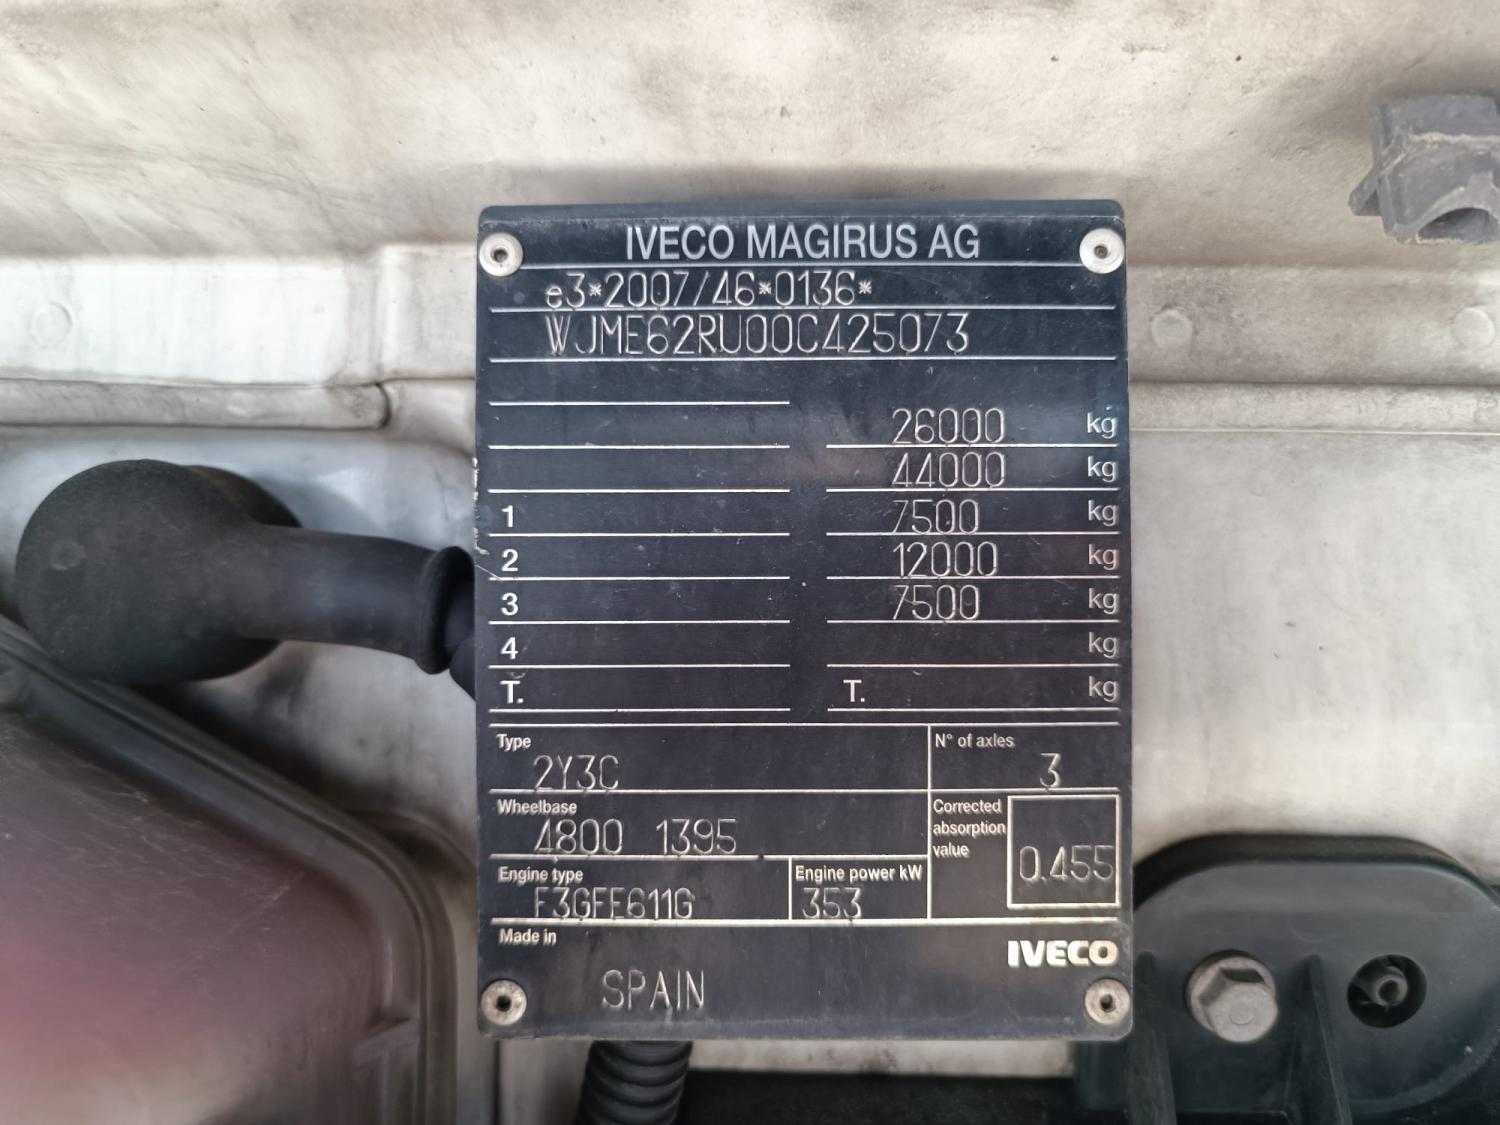 IVECO MAGIRUS AG
e3*2007/46*0136*
WJME62RU00C425073
26000 kg
44000 kg
1 7500 kg
2 12000 kg
3 7500 kg
4 kg
T. T. kg
Type N° of axles
2Y3C 3
Wheelbase Corrected absorption value
4800 1395 0.455
Engine type Engine power kW
F3GFE611G 353
Made in IVECO
SPAIN